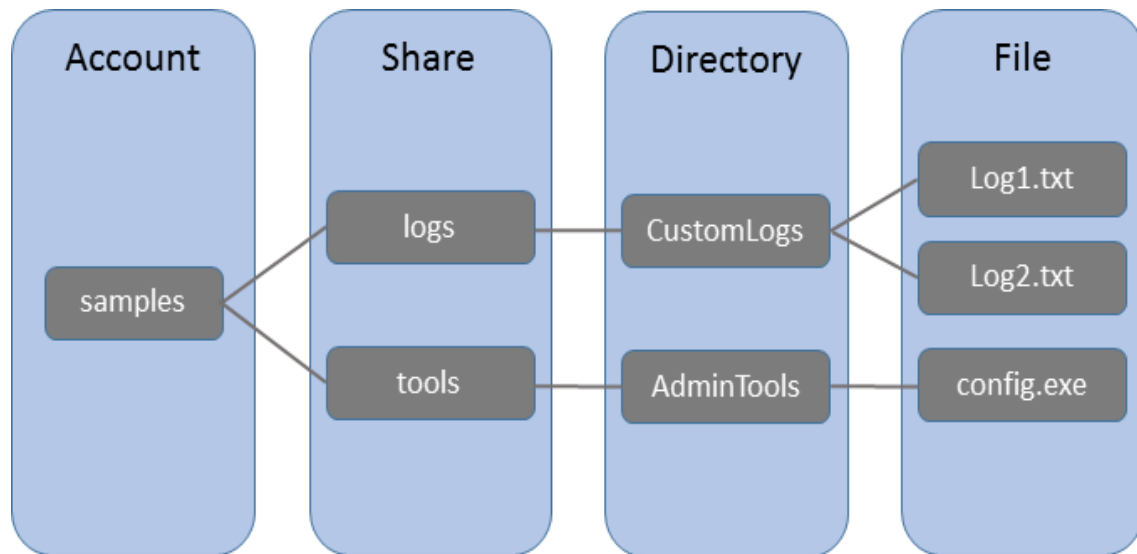 Account
Share
Directory
File
samples
logs
tools
CustomLogs
AdminTools
Log1.txt
Log2.txt
config.exe